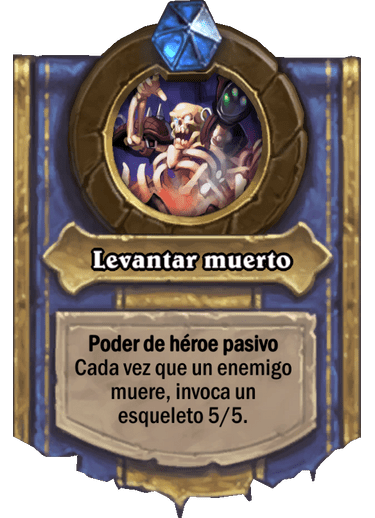 Levantar muerto
Poder de héroe pasivo
Cada vez que un enemigo
muere, invoca un
esqueleto 5/5.